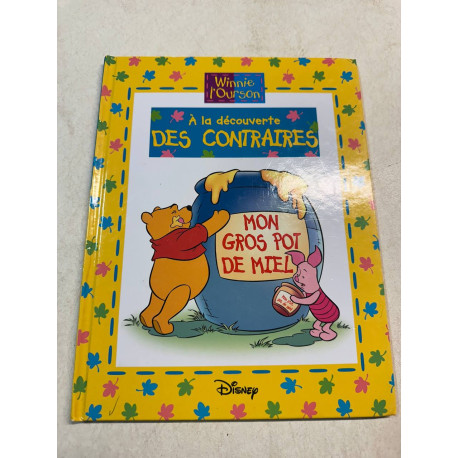 Winnie
l'Ourson
À la découverte
DES CONTRAIRES
MON
GROS POT
DE MIEL
Disney